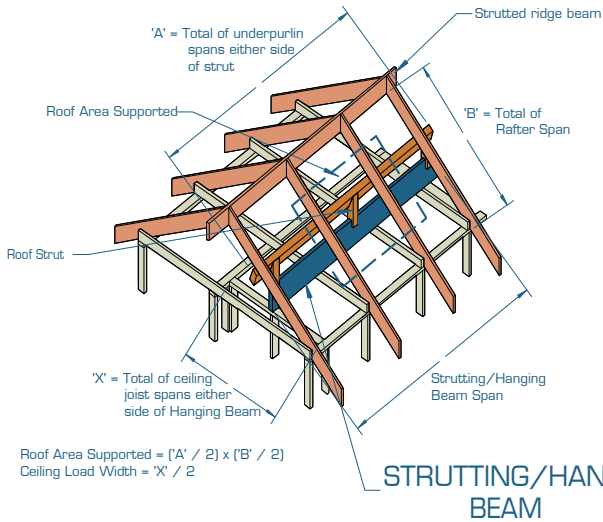 Strutted ridge beam
'A' = Total of underpurlin
spans either side
of strut
Roof Area Supported
'B' = Total of
Rafter Span
Roof Strut
'X' = Total of ceiling
joist spans either
side of Hanging Beam
Strutting/Hanging
Beam Span
Roof Area Supported = ('A' / 2) x ('B' / 2)
Ceiling Load Width = 'X' / 2
STRUTTING/HAN
BEAM